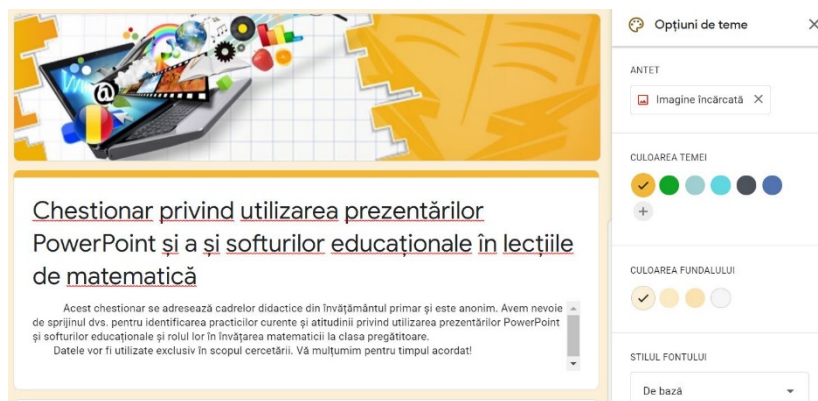 Chestionar privind utilizarea prezentărilor
PowerPoint și a și softurilor educaționale în lecțiile
de matematică
Acest chestionar se adresează cadrelor didactice din învățământul primar și este anonim. Avem nevoie
de sprijinul dvs. pentru identificarea practicilor curente și atitudinii privind utilizarea prezentărilor PowerPoint
și softurilor educaționale și rolul lor în învățarea matematicii la clasa pregătitoare.
Datele vor fi utilizate exclusiv în scopul cercetării. Vă mulțumim pentru timpul acordat!
Opțiuni de teme
ANTET
Imagine încărcată
CULOAREA TEMEI
CULOAREA FUNDALULUI
STILUL FONTULUI
De bază